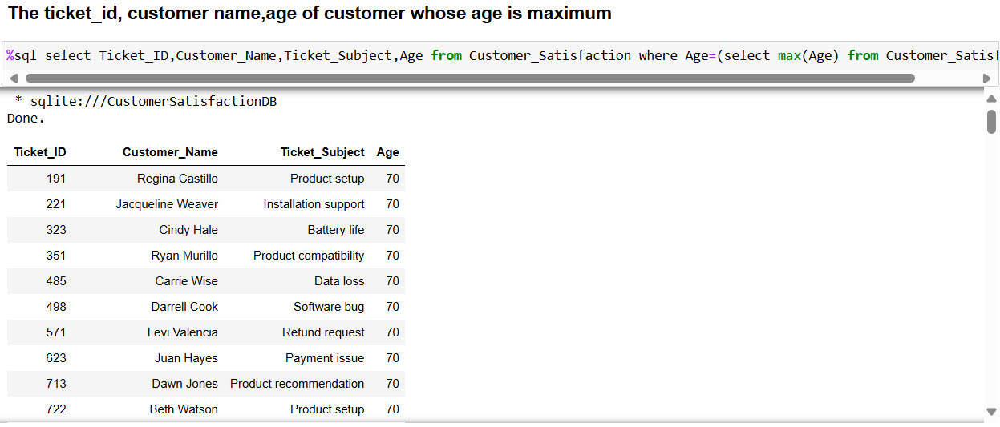 The ticket_id, customer name,age of customer whose age is maximum
%sql select Ticket_ID,Customer_Name,Ticket_Subject,Age from Customer_Satisfaction where Age=(select max(Age) from Customer_Satisf
* sqlite:///CustomerSatisfactionDB
Done.
Ticket_ID Customer_Name Ticket_Subject Age
191 Regina Castillo Product setup 70
221 Jacqueline Weaver Installation support 70
323 Cindy Hale Battery life 70
351 Ryan Murillo Product compatibility 70
485 Carrie Wise Data loss 70
498 Darrell Cook Software bug 70
571 Levi Valencia Refund request 70
623 Juan Hayes Payment issue 70
713 Dawn Jones Product recommendation 70
722 Beth Watson Product setup 70